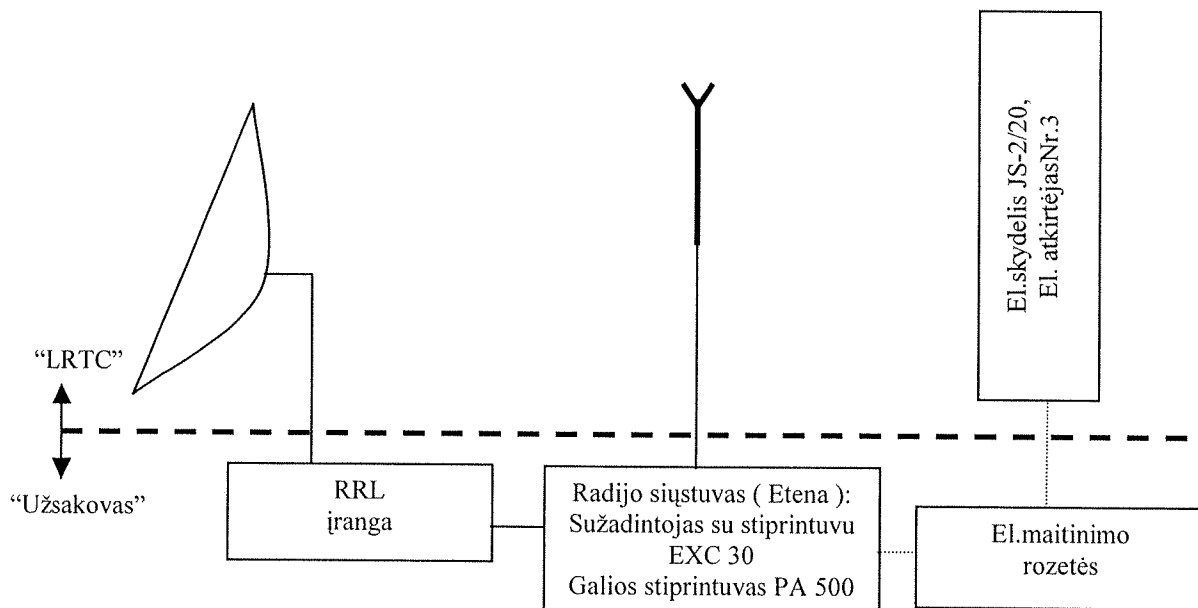 El.skydelis JS-2/20,
El. atkirtėjasNr.3
“LRTC”
“Užsakovas”
RRL
įranga
Radijo siųstuvas ( Etena ):
Sužadintojas su stiprintuvu
EXC 30
Galios stiprintuvas PA 500
El.maitinimo
rozetės